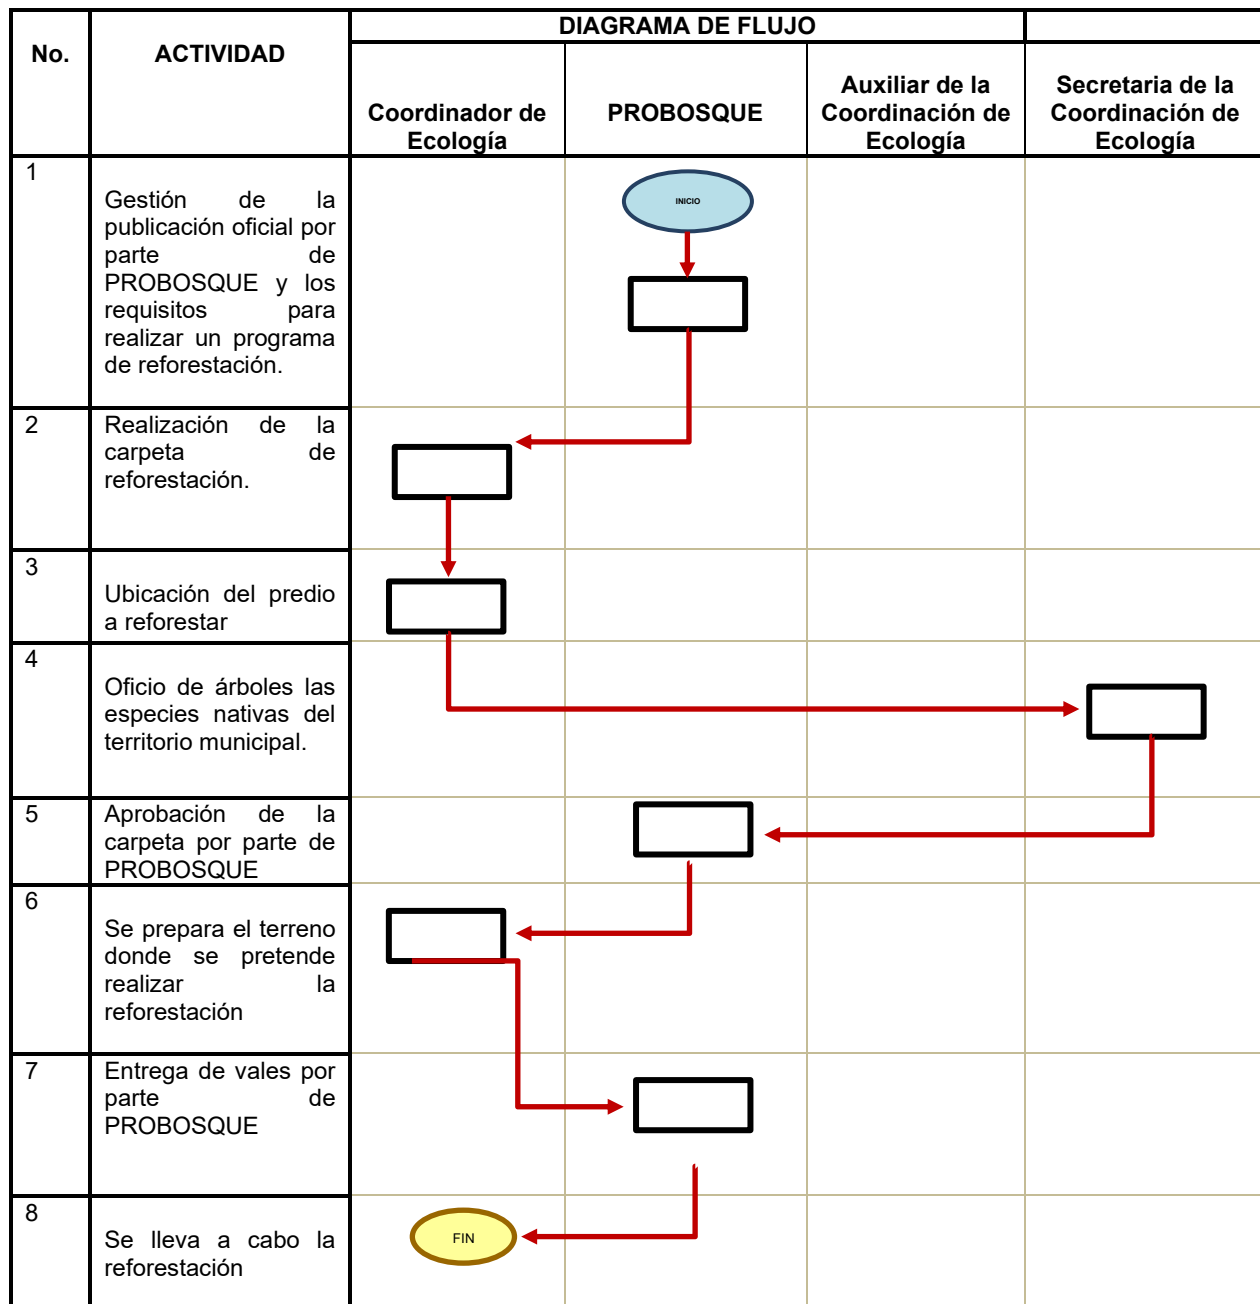 DIAGRAMA DE FLUJO
No.
ACTIVIDAD
Coordinador de
Ecología
PROBOSQUE
Auxiliar de la
Coordinación de
Ecología
Secretaria de la
Coordinación de
Ecología
1
Gestión de la
publicación oficial por
parte de
PROBOSQUE y los
requisitos para
realizar un programa
de reforestación.
INICIO
2
Realización de la
carpeta de
reforestación.
3
Ubicación del predio
a reforestar
4
Oficio de árboles las
especies nativas del
territorio municipal.
5
Aprobación de la
carpeta por parte de
PROBOSQUE
6
Se prepara el terreno
donde se pretende
realizar la
reforestación
7
Entrega de vales por
parte de
PROBOSQUE
8
Se lleva a cabo la
reforestación
FIN